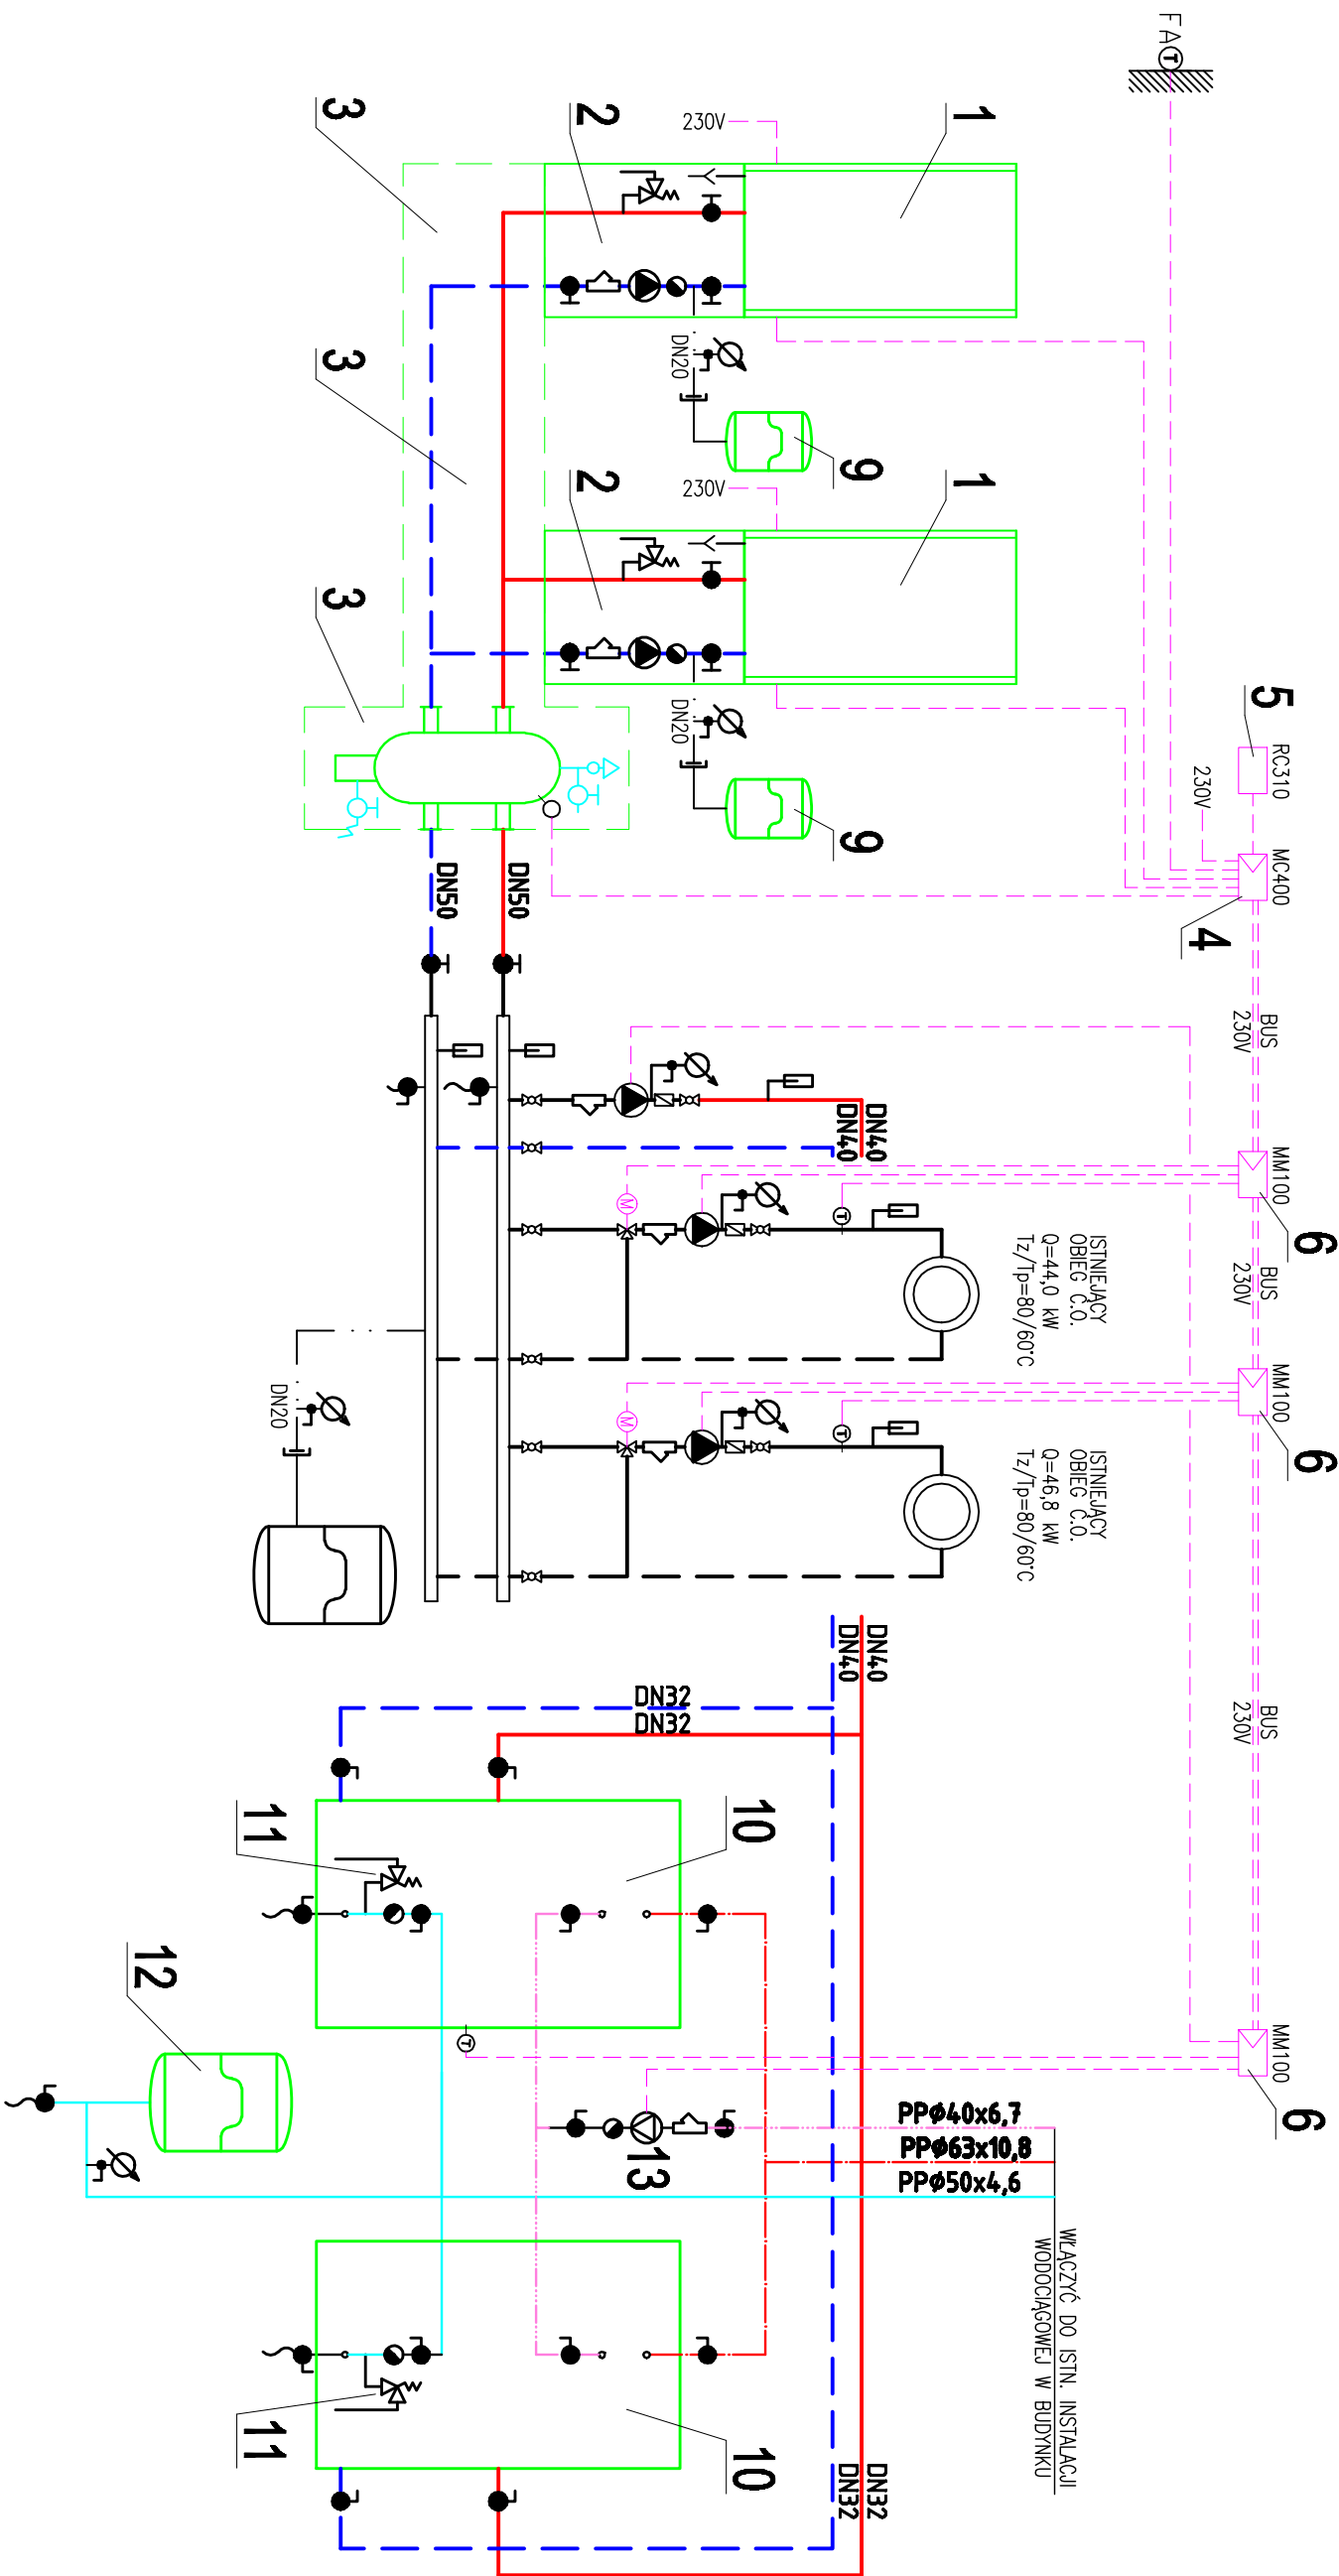 FA
T
1
230V
2
3
DN20
9
3
1
230V
2
3
DN20
9
5
RC310
230V
MC400
4
DN50
DN50
BUS
230V
DN40
DN40
MM100
6
M
T
ISTNIEJĄCY
OBIEG C.O.
Q=44,0 kW
Tz/Tp=80/60°C
BUS
230V
MM100
6
M
T
ISTNIEJĄCY
OBIEG C.O.
Q=46,8 kW
Tz/Tp=80/60°C
DN20
BUS
230V
DN40
DN40
DN32
DN32
10
11
12
T
MM100
6
13
PPϕ40x6,7
PPϕ63x10,8
PPϕ50x4,6
WŁĄCZYĆ DO ISTN. INSTALACJI
WODOCIĄGOWEJ W BUDYNKU
10
11
DN32
DN32